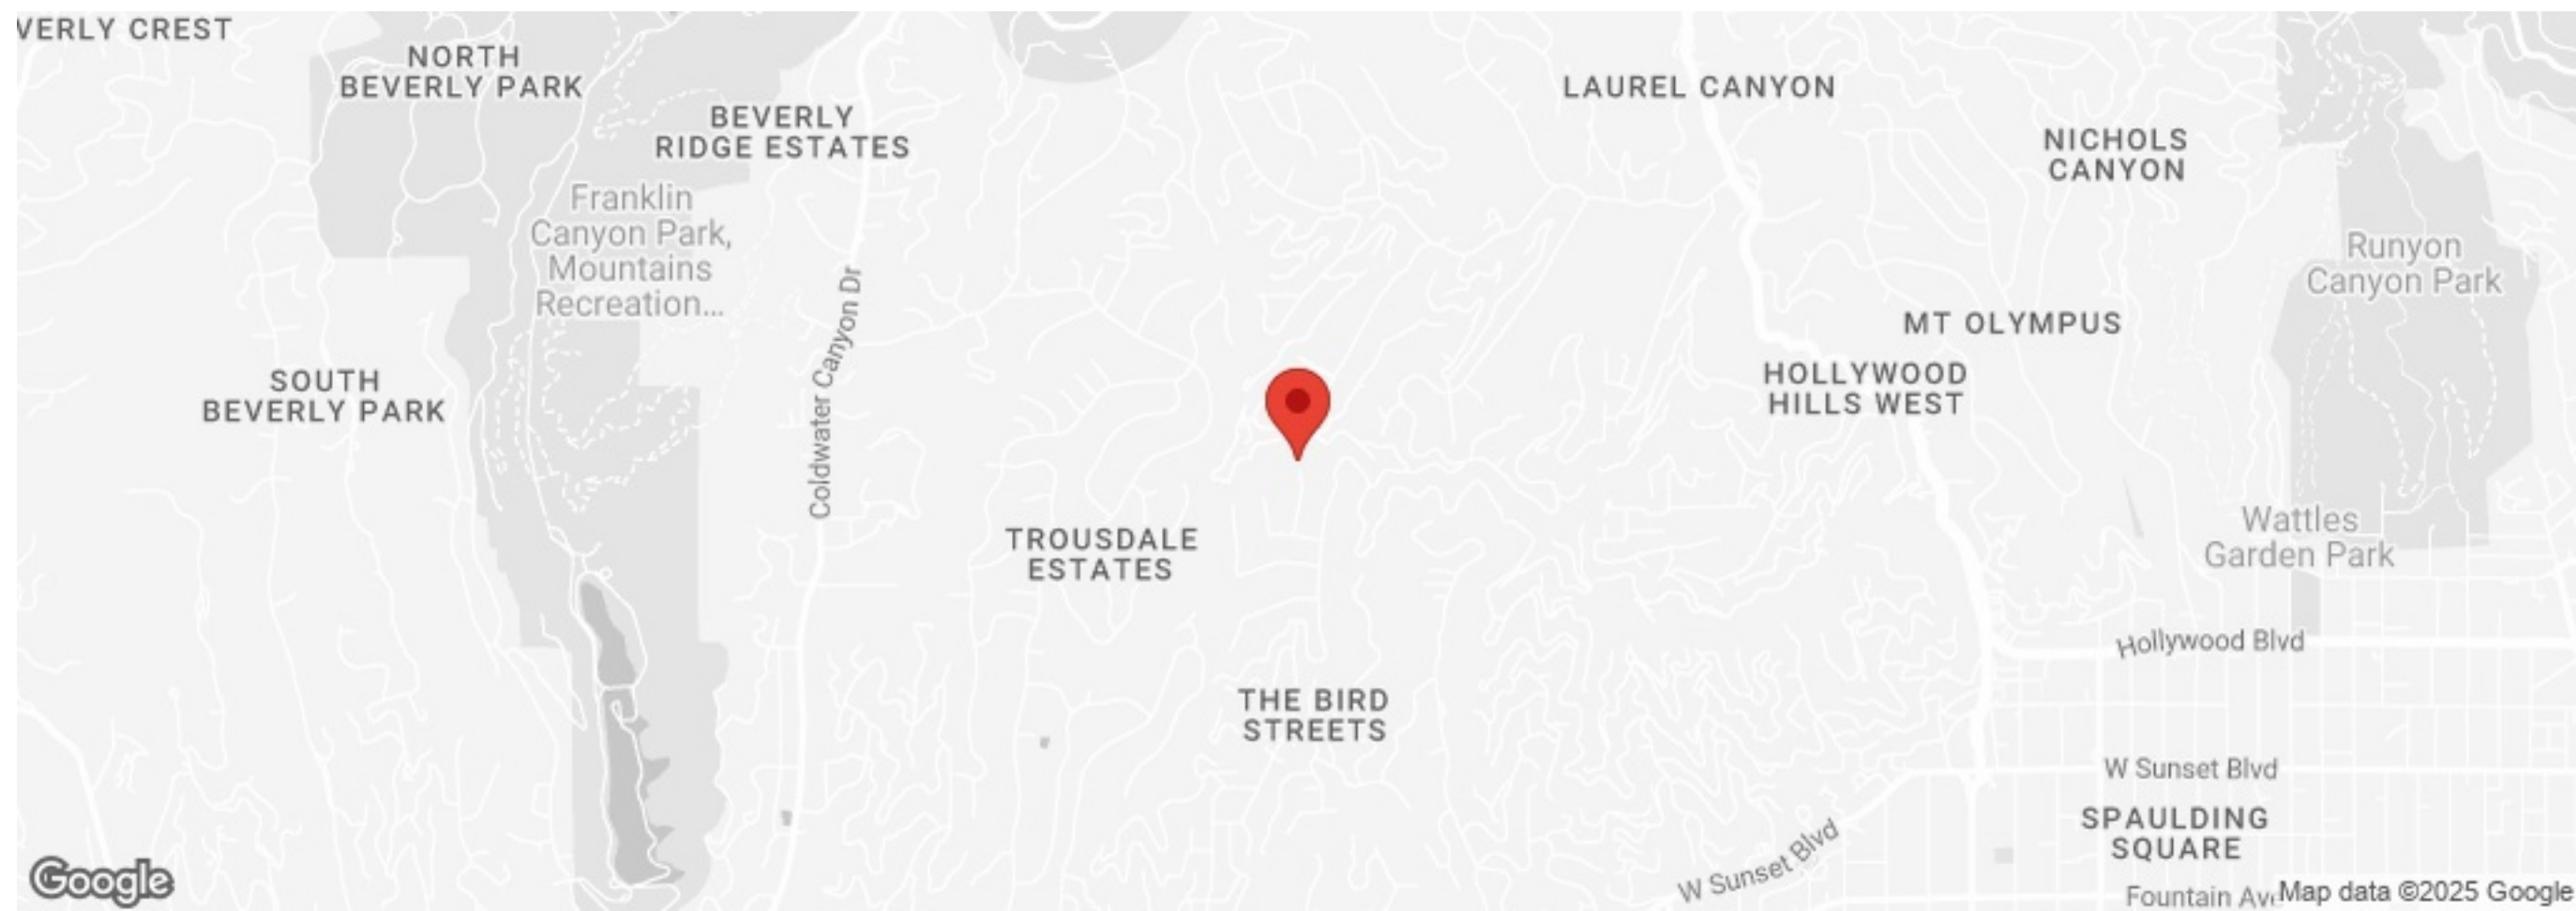 VERLY CREST
NORTH
BEVERLY PARK
BEVERLY
RIDGE ESTATES
LAUREL CANYON
NICHOLS
CANYON
Franklin
Canyon Park,
Mountains
Recreation...
Runyon
Canyon Park
Coldwater Canyon Dr
MT OLYMPUS
SOUTH
BEVERLY PARK
HOLLYWOOD
HILLS WEST
TROUSDALE
ESTATES
Wattles
Garden Park
Hollywood Blvd
THE BIRD
STREETS
W Sunset Blvd
SPAULDING
SQUARE
W Sunset Blvd
Google
Fountain Ave
Map data ©2025 Google